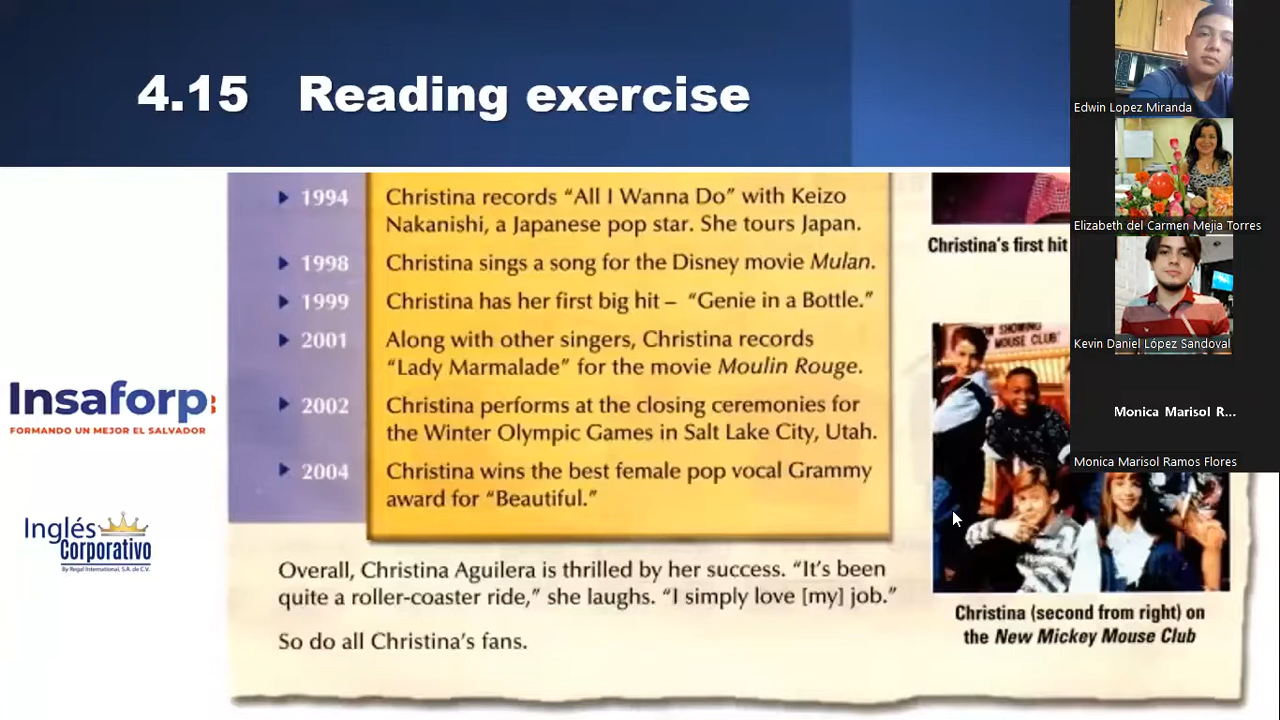 4.15 Reading exercise
1994 Christina records “All I Wanna Do” with Keizo
Nakanishi, a Japanese pop star. She tours Japan.
1998 Christina sings a song for the Disney movie Mulan.
1999 Christina has her first big hit – “Genie in a Bottle.”
2001 Along with other singers, Christina records
“Lady Marmalade” for the movie Moulin Rouge.
2002 Christina performs at the closing ceremonies for
the Winter Olympic Games in Salt Lake City, Utah.
2004 Christina wins the best female pop vocal Grammy
award for “Beautiful.”
Overall, Christina Aguilera is thrilled by her success. “It’s been
quite a roller-coaster ride,” she laughs. “I simply love [my] job.”
So do all Christina’s fans.
Christina’s first hit
MOUSE CLUB
Christina (second from right) on
the New Mickey Mouse Club
Insaforp
FORMANDO UN MEJOR EL SALVADOR
Inglés
Corporativo
By Regal International, S.A. de C.V.
Edwin Lopez Miranda
Elizabeth del Carmen Mejia Torres
Kevin Daniel López Sandoval
Monica Marisol R...
Monica Marisol Ramos Flores